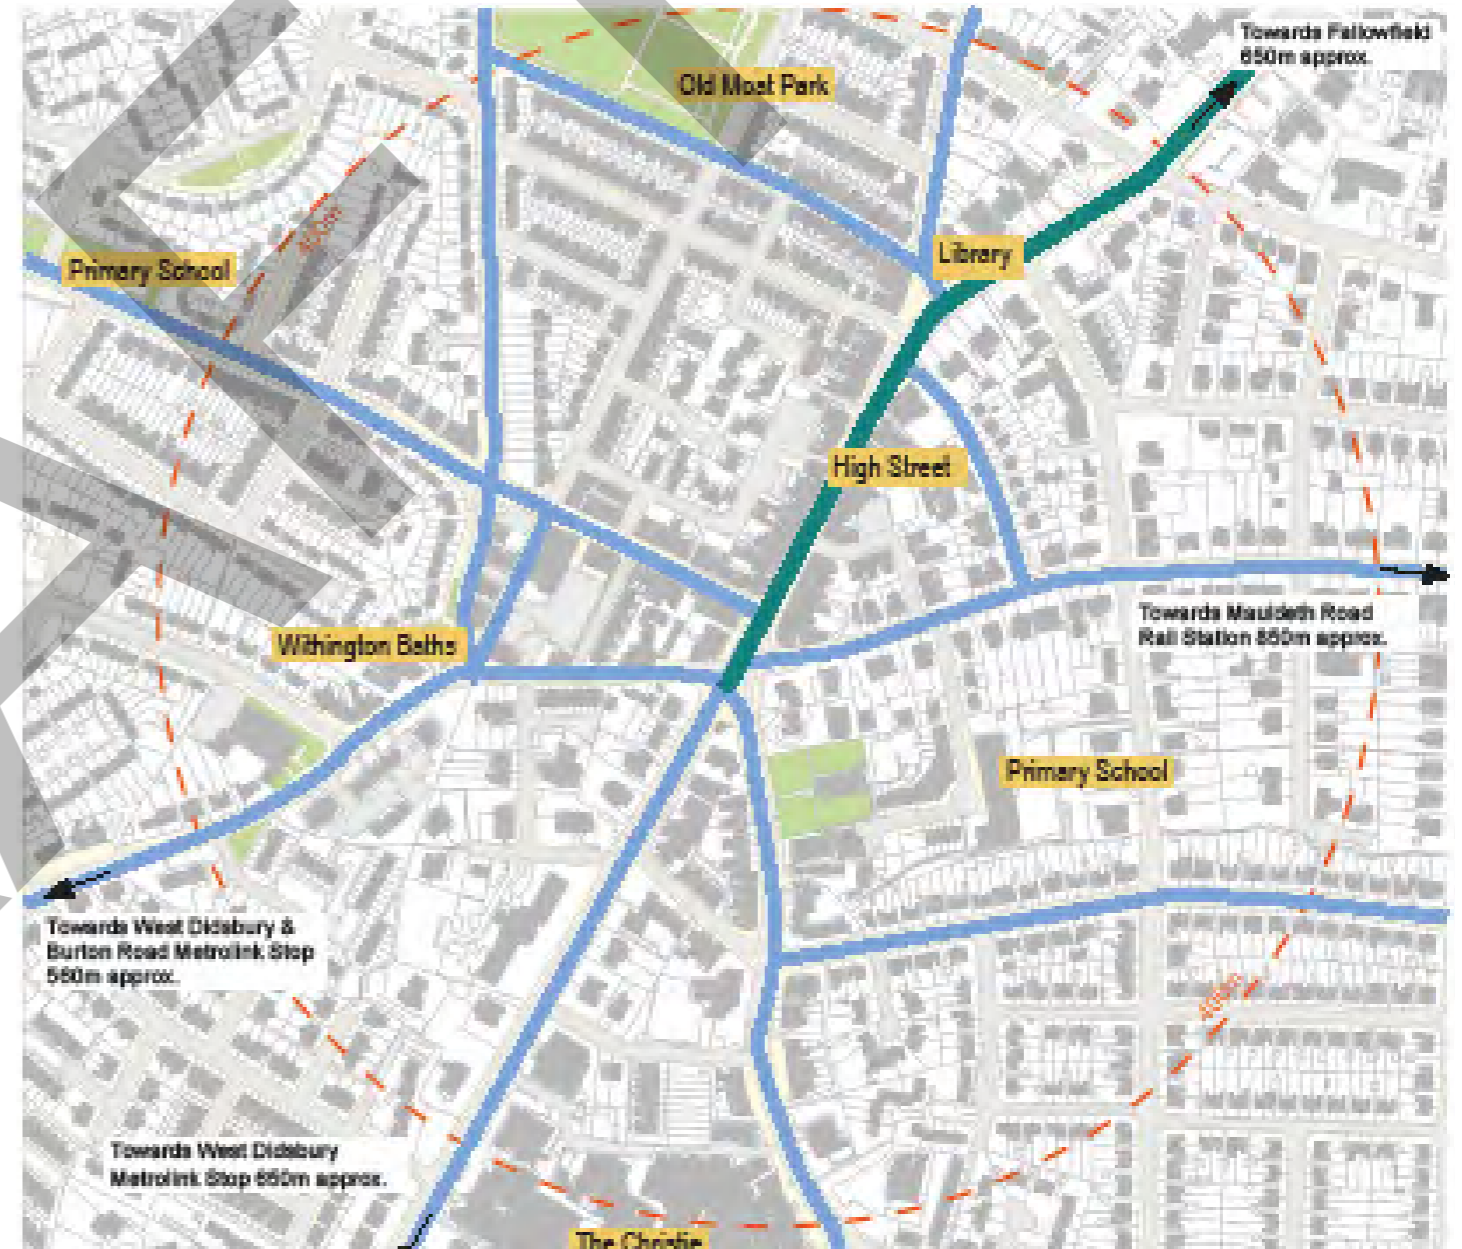 Towards Fallowfield
650m approx.
Old Moat Park
400m
Library
Primary School
High Street
Towards Mauldeth Road
Rail Station 850m approx.
Withington Baths
Primary School
Towards West Didsbury &
Burton Road Metrolink Stop
560m approx.
400m
Towards West Didsbury
Metrolink Stop 650m approx.
The Christie